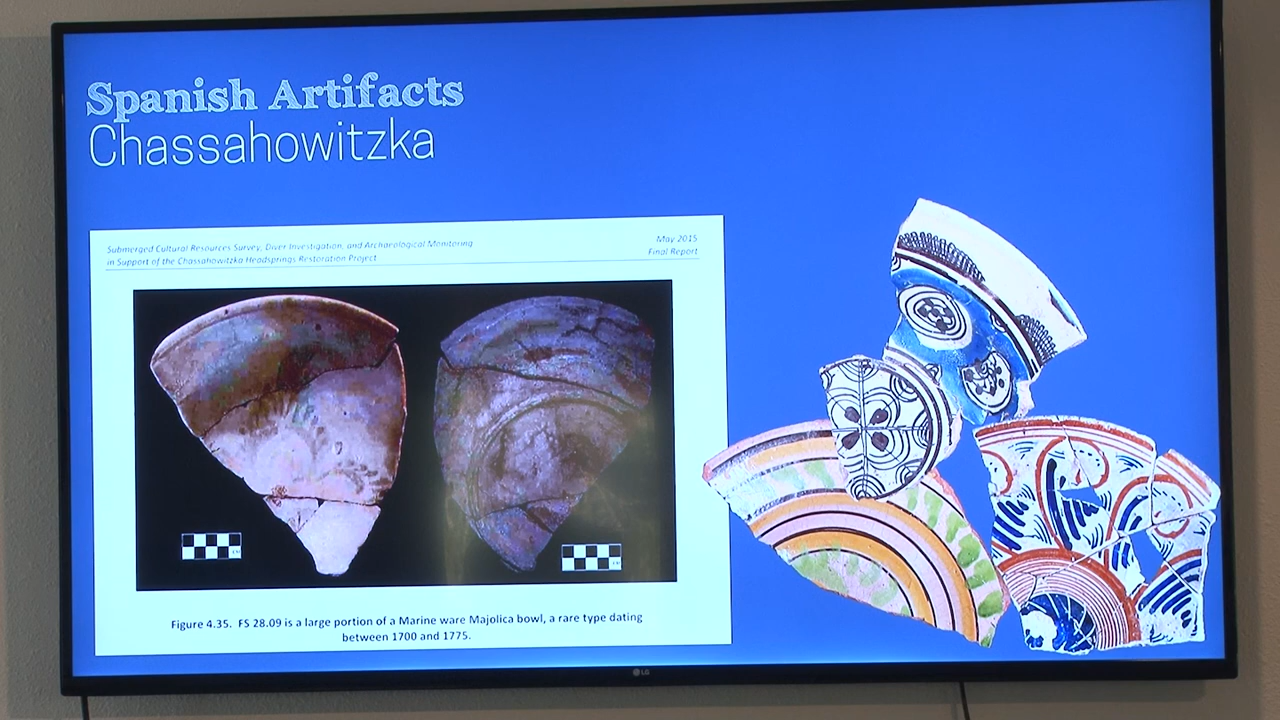 Spanish Artifacts
Chassahowitzka
Submerged Cultural Resources Survey, Diver Investigation, and Archaeological Monitoring
in Support of the Chassahowitzka Headsprings Restoration Project
May 2015
Final Report
Figure 4.35. FS 28.09 is a large portion of a Marine ware Majolica bowl, a rare type dating
between 1700 and 1775.
LG